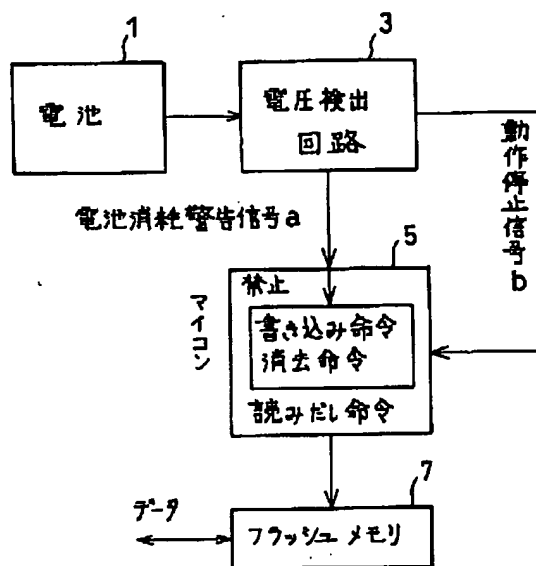 1
電池
3
電圧検出
回路
動作停止信号b
電池消耗警告信号a
5
マイコン
禁止
書き込み命令
消去命令
読みだし命令
7
データ
フラッシュメモリ